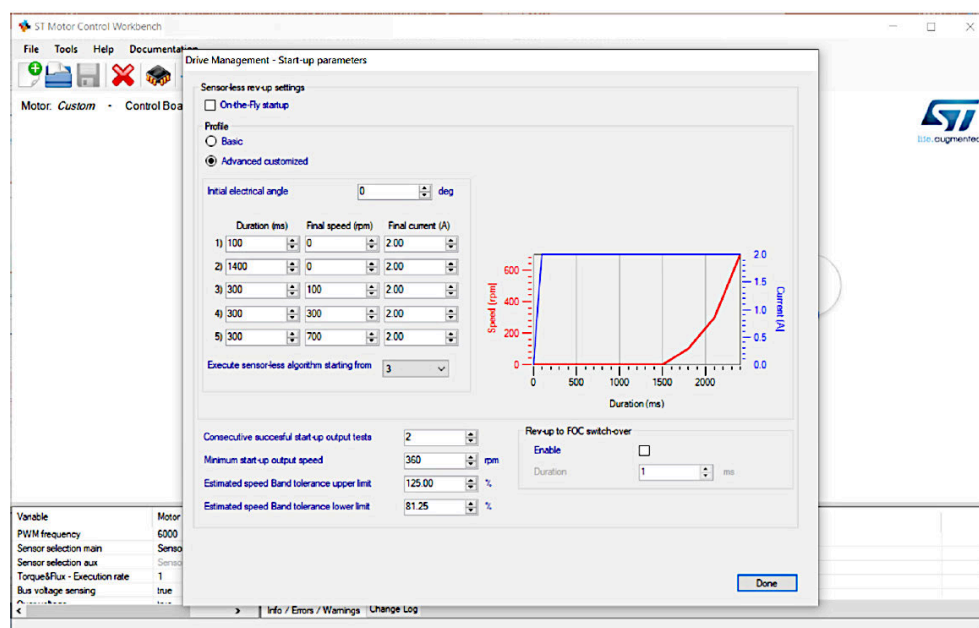 ST Motor Control Workbench
File Tools Help Documentation
Motor: Custom - Control Boa
life.augmented
Drive Management - Start-up parameters
Sensor-less rev-up settings
On-the-Fly startup
Profile
Basic
Advanced customized
Initial electrical angle 0 deg
Duration (ms) Final speed (rpm) Final current (A)
1) 100 0 2.00
2) 1400 0 2.00
3) 300 100 2.00
4) 300 300 2.00
5) 300 700 2.00
Execute sensor-less algorithm starting from 3
Speed [rpm]
600
400
200
0
2.0
1.5
1.0
0.5
0.0
Current [A]
0 500 1000 1500 2000
Duration (ms)
Consecutive succesful start-up output tests 2
Minimum start-up output speed 360 rpm
Estimated speed Band tolerance upper limit 125.00 %
Estimated speed Band tolerance lower limit 81.25 %
Rev-up to FOC switch-over
Enable
Duration 1 ms
Done
Variable Motor
PWM frequency 6000
Sensor selection main Senso
Sensor selection aux Senso
Torque&Flux - Execution rate 1
Bus voltage sensing true
Info / Errors / Warnings Change Log